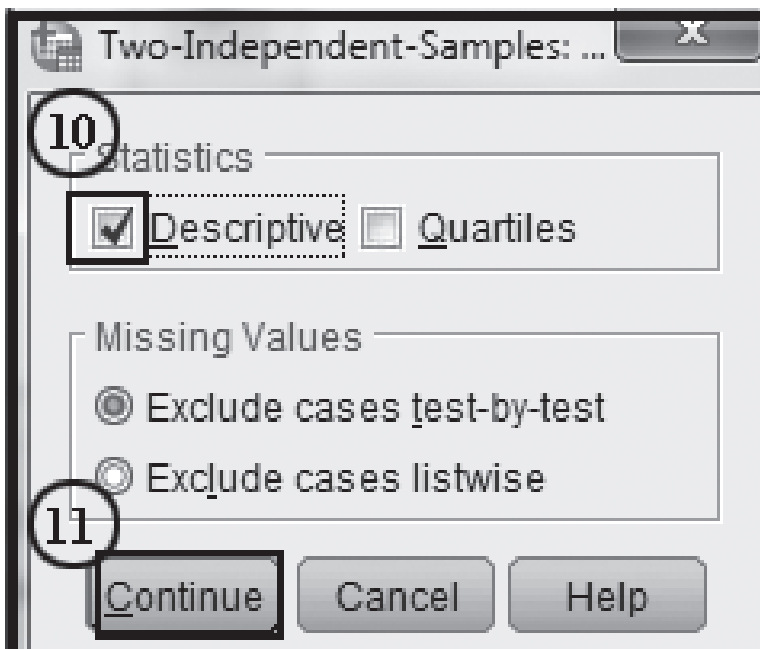 Two-Independent-Samples: ...
10
Statistics
Descriptive Quartiles
Missing Values
Exclude cases test-by-test
Exclude cases listwise
11
Continue Cancel Help